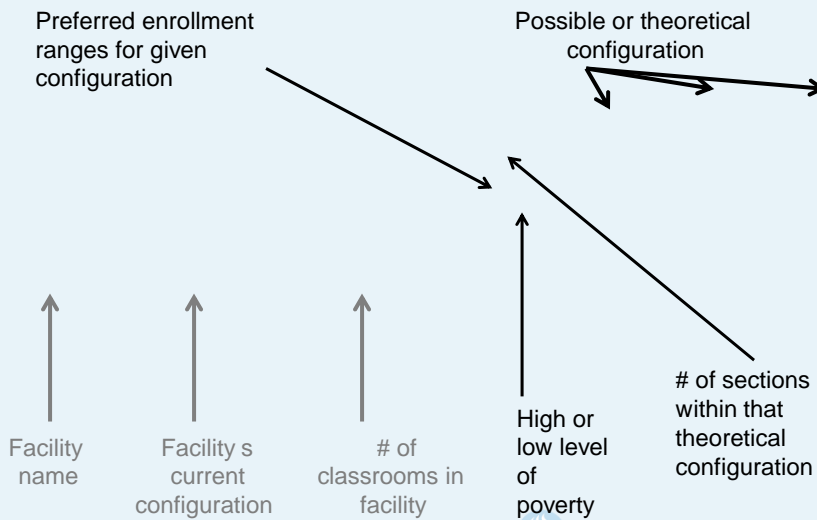 Preferred enrollment
ranges for given
configuration
Possible or theoretical
configuration
# of sections
within that
theoretical
configuration
High or
low level
of
poverty
Facility
name
Facility s
current
configuration
# of
classrooms in
facility